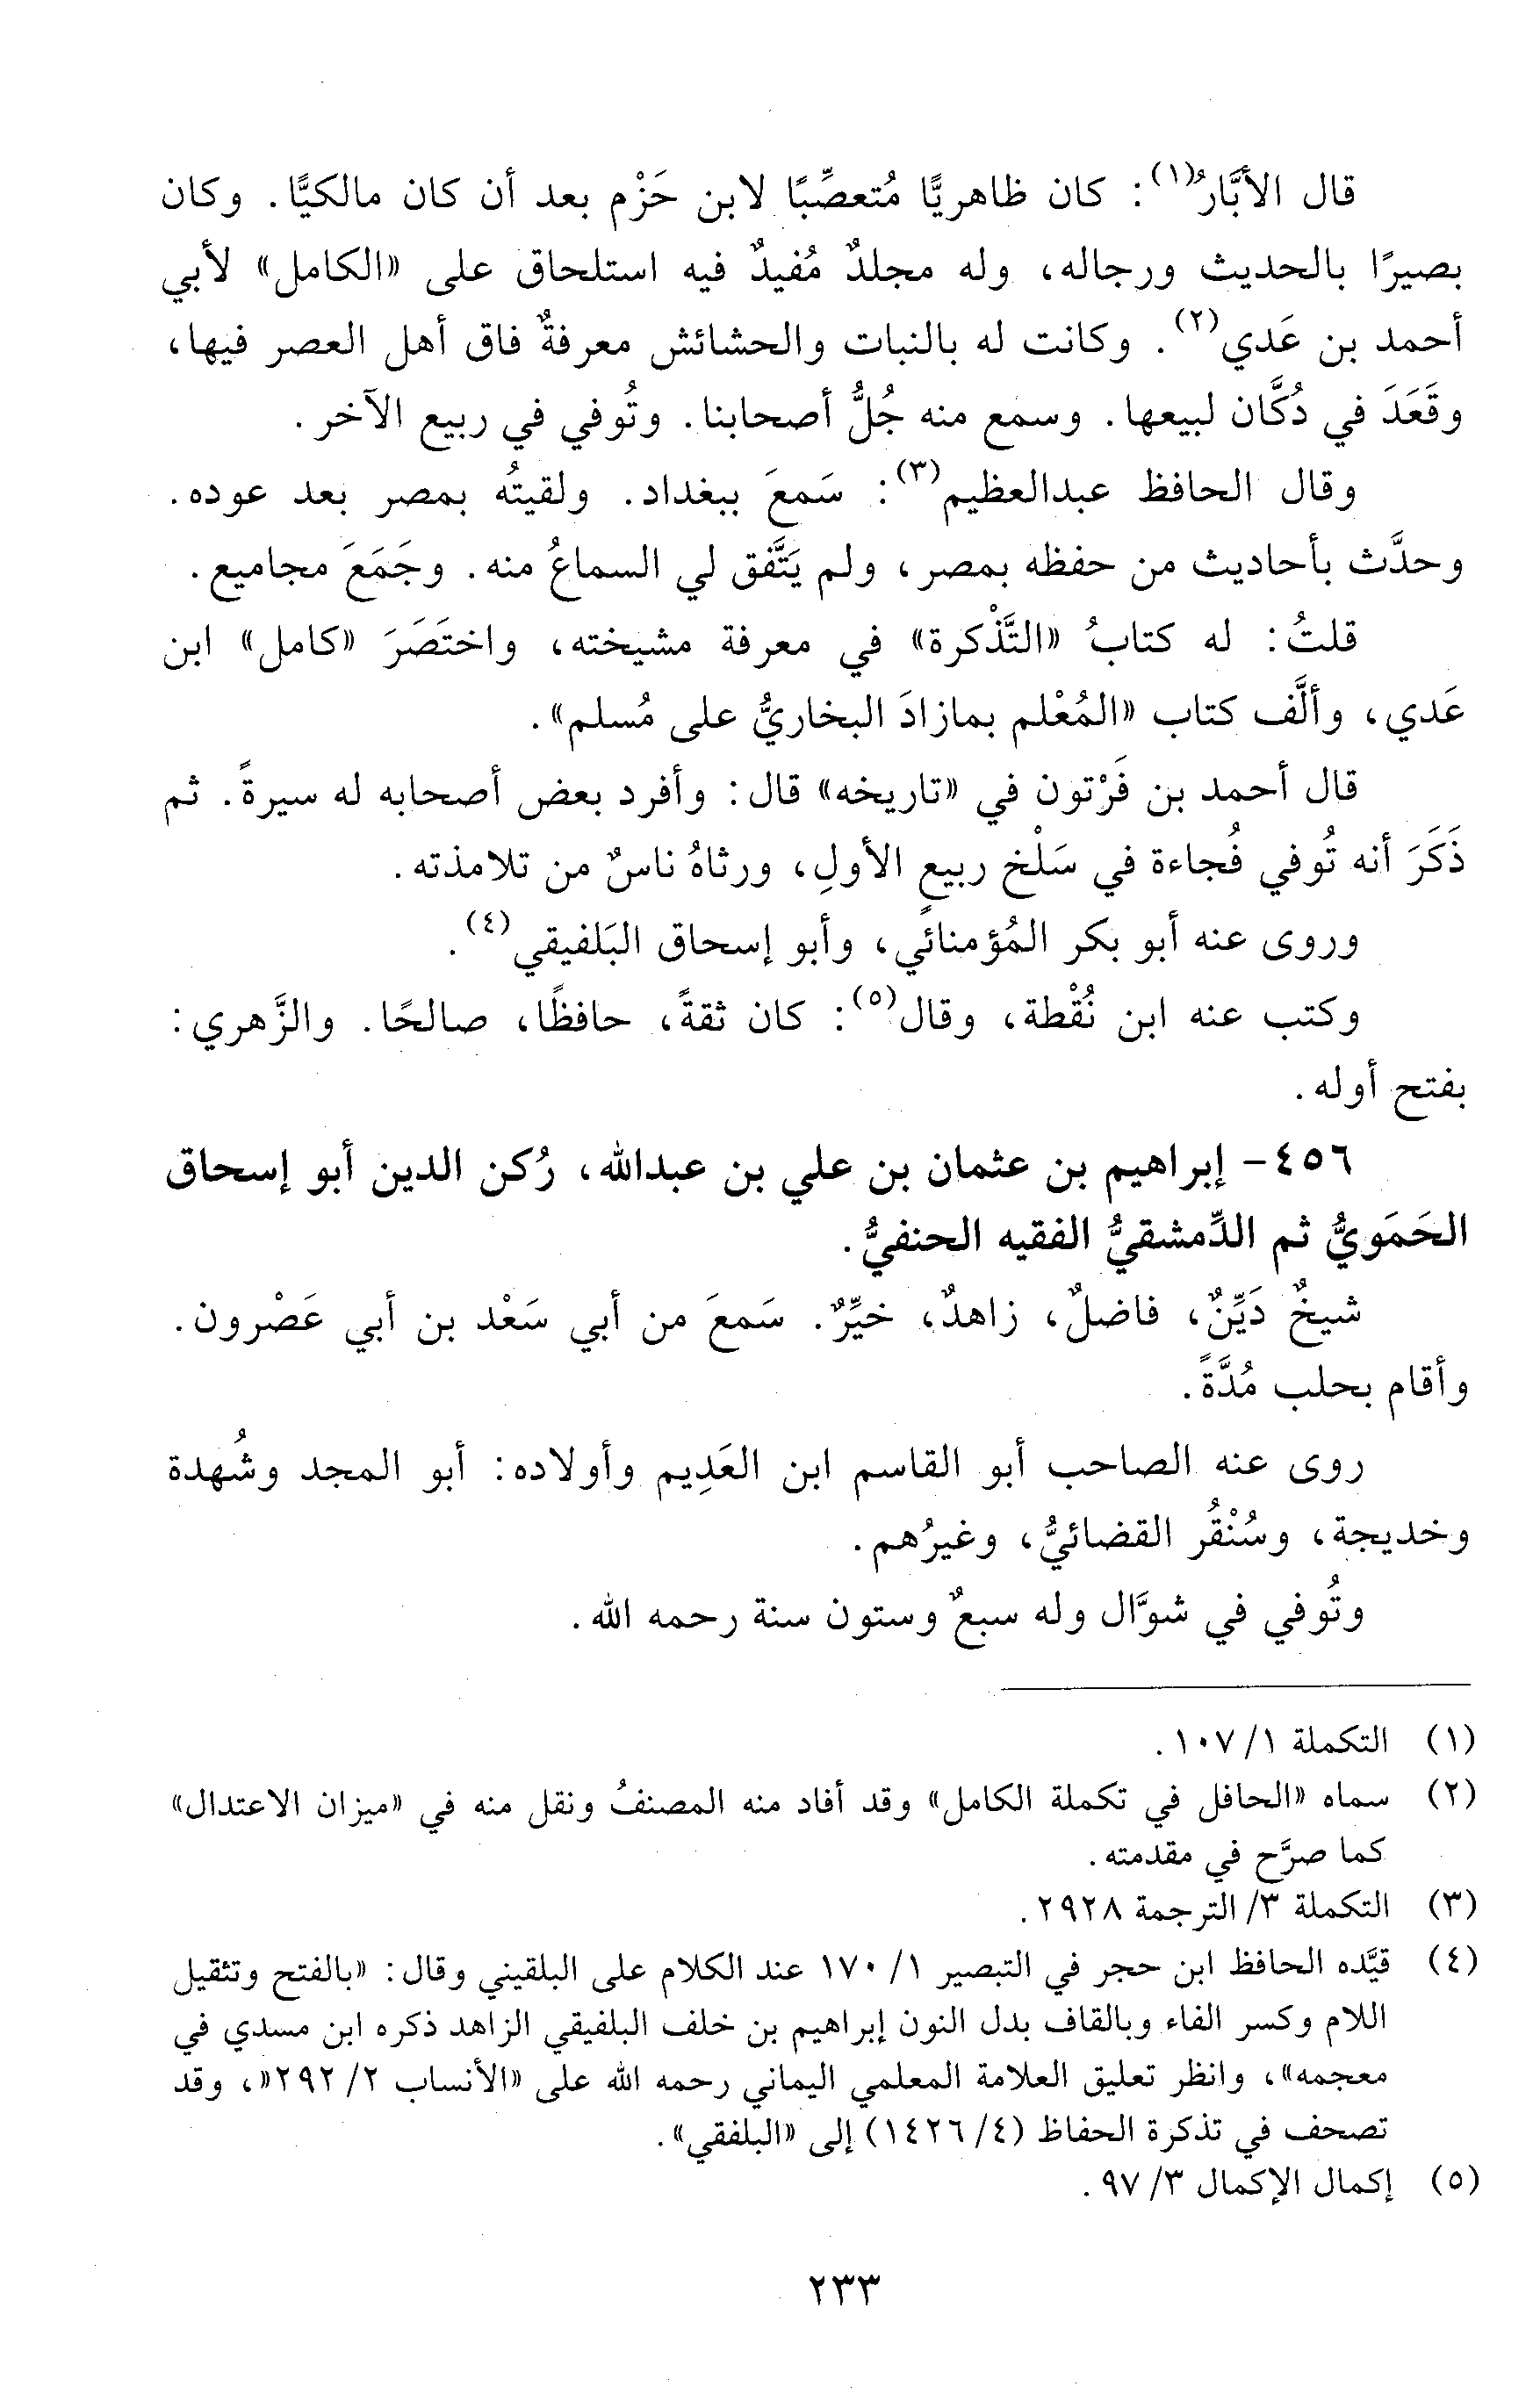 قال الأبَّارُ(١): كان ظاهريًّا مُتعصِّبًا لابن حَزْم بعد أن كان مالكيًّا. وكان
بصيرًا بالحديث ورجاله، وله مجلدٌ مُفيدٌ فيه استلحاق على «الكامل» لأبي
أحمد بن عَدي(٢). وكانت له بالنبات والحشائش معرفةٌ فاق أهل العصر فيها،
وقَعَدَ في دُكَّان لبيعها. وسمع منه جُلُّ أصحابنا. وتُوفي في ربيع الآخر.
وقال الحافظ عبدالعظيم(٣): سَمعَ ببغداد. ولقيتُه بمصر بعد عوده.
وحدَّث بأحاديث من حفظه بمصر، ولم يَتَّفق لي السماعُ منه. وجَمَعَ مجاميع.
قلتُ: له كتابُ «التَّذْكرة» في معرفة مشيخته، واختَصَرَ «كامل» ابن
عَدي، وألَّف كتاب «المُعْلم بمازادَ البخاريُّ على مُسلم».
قال أحمد بن فَرْتون في «تاريخه» قال: وأفرد بعض أصحابه له سيرةً. ثم
ذَكَرَ أنه تُوفي فُجاءة في سَلْخ ربيعٍ الأولِ، ورثاهُ ناسٌ من تلامذته.
وروى عنه أبو بكر المُؤمنائي، وأبو إسحاق البَلفيقي(٤).
وكتب عنه ابن نُقْطة، وقال(٥): كان ثقةً، حافظًا، صالحًا. والزَّهري:
بفتح أوله.
٤٥٦- إبراهيم بن عثمان بن علي بن عبدالله، رُكن الدين أبو إسحاق
الحَمَويُّ ثم الدِّمشقيُّ الفقيه الحنفيُّ.
شيخٌ دَيِّنٌ، فاضلٌ، زاهدٌ، خيِّرٌ. سَمعَ من أبي سَعْد بن أبي عَصْرون.
وأقام بحلب مُدَّةً.
روى عنه الصاحب أبو القاسم ابن العَدِيم وأولاده: أبو المجد وشُهدة
وخديجة، وسُنْقُر القضائيُّ، وغيرُهم.
وتُوفي في شوَّال وله سبعٌ وستون سنة رحمه الله.
(١) التكملة ١/ ١٠٧.
(٢) سماه «الحافل في تكملة الكامل» وقد أفاد منه المصنفُ ونقل منه في «ميزان الاعتدال»
كما صرَّح في مقدمته.
(٣) التكملة ٣/ الترجمة ٢٩٢٨.
(٤) قيَّده الحافظ ابن حجر في التبصير ١/ ١٧٠ عند الكلام على البلقيني وقال: «بالفتح وتثقيل
اللام وكسر الفاء وبالقاف بدل النون إبراهيم بن خلف البلفيقي الزاهد ذكره ابن مسدي في
معجمه»، وانظر تعليق العلامة المعلمي اليماني رحمه الله على «الأنساب ٢/ ٢٩٢»، وقد
تصحف في تذكرة الحفاظ (٤/ ١٤٢٦) إلى «البلفقي».
(٥) إكمال الإكمال ٣/ ٩٧.
٢٣٣